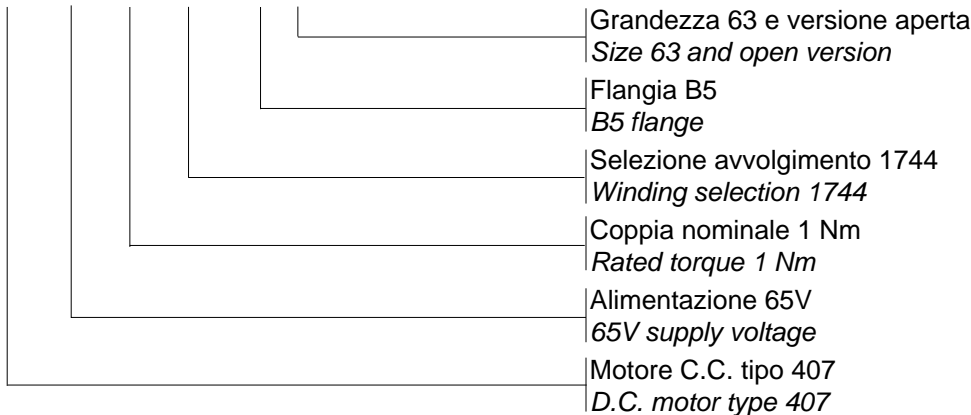 Grandezza 63 e versione aperta
Size 63 and open version
Flangia B5
B5 flange
Selezione avvolgimento 1744
Winding selection 1744
Coppia nominale 1 Nm
Rated torque 1 Nm
Alimentazione 65V
65V supply voltage
Motore C.C. tipo 407
D.C. motor type 407